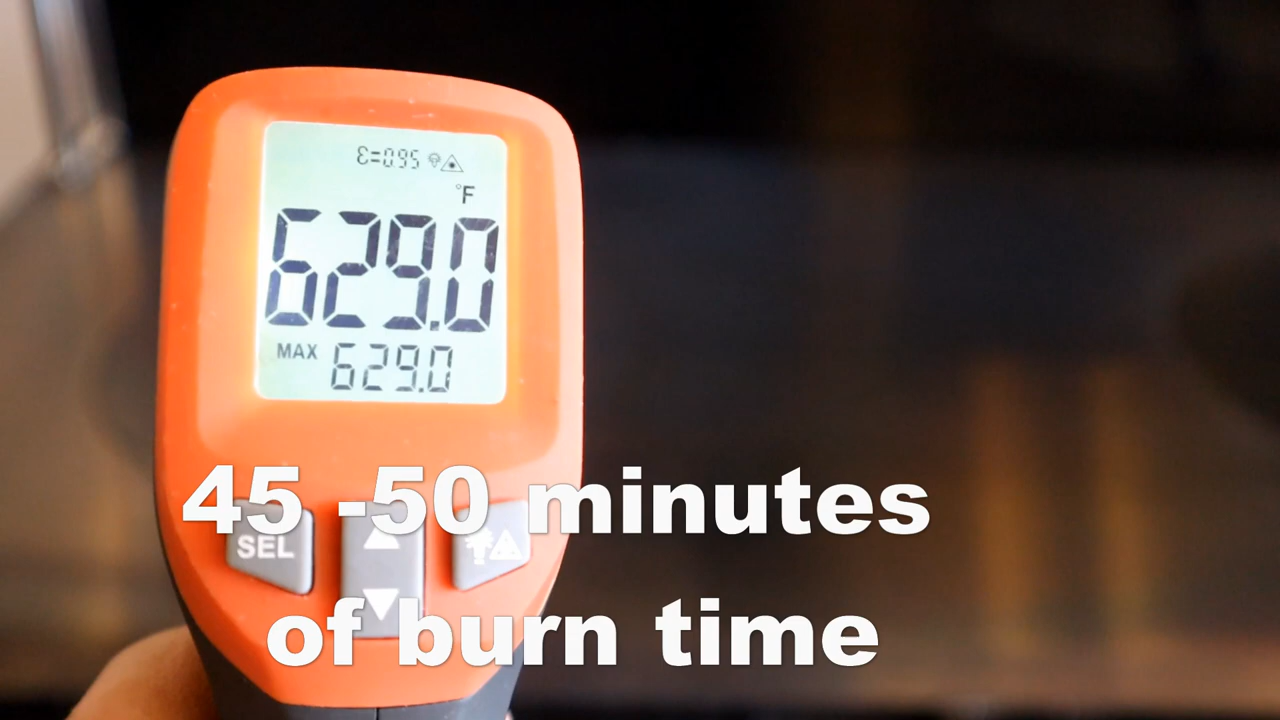 ε=0.95
°F
629.0
MAX 629.0
45 -50 minutes
SEL
of burn time